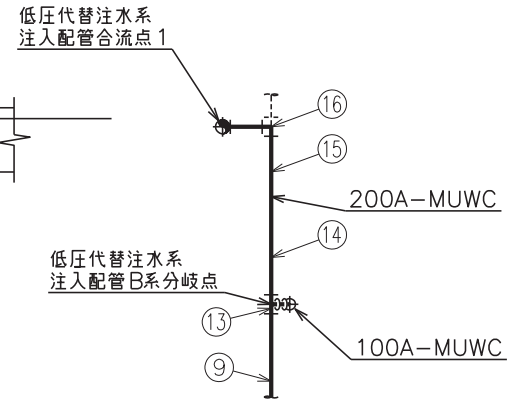 低圧代替注水系
注入配管合流点1
16
15
200A-MUWC
14
低圧代替注水系
注入配管B系分岐点
13
100A-MUWC
9